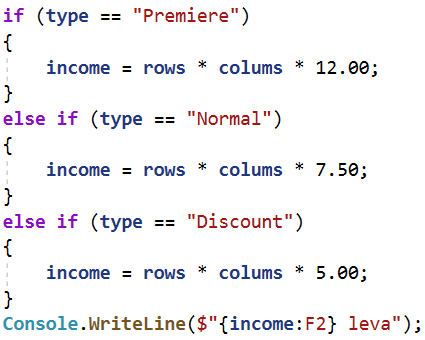 if (type == "Premiere")
{
    income = rows * colums * 12.00;
}
else if (type == "Normal")
{
    income = rows * colums * 7.50;
}
else if (type == "Discount")
{
    income = rows * colums * 5.00;
}
Console.WriteLine($"{income:F2} leva");